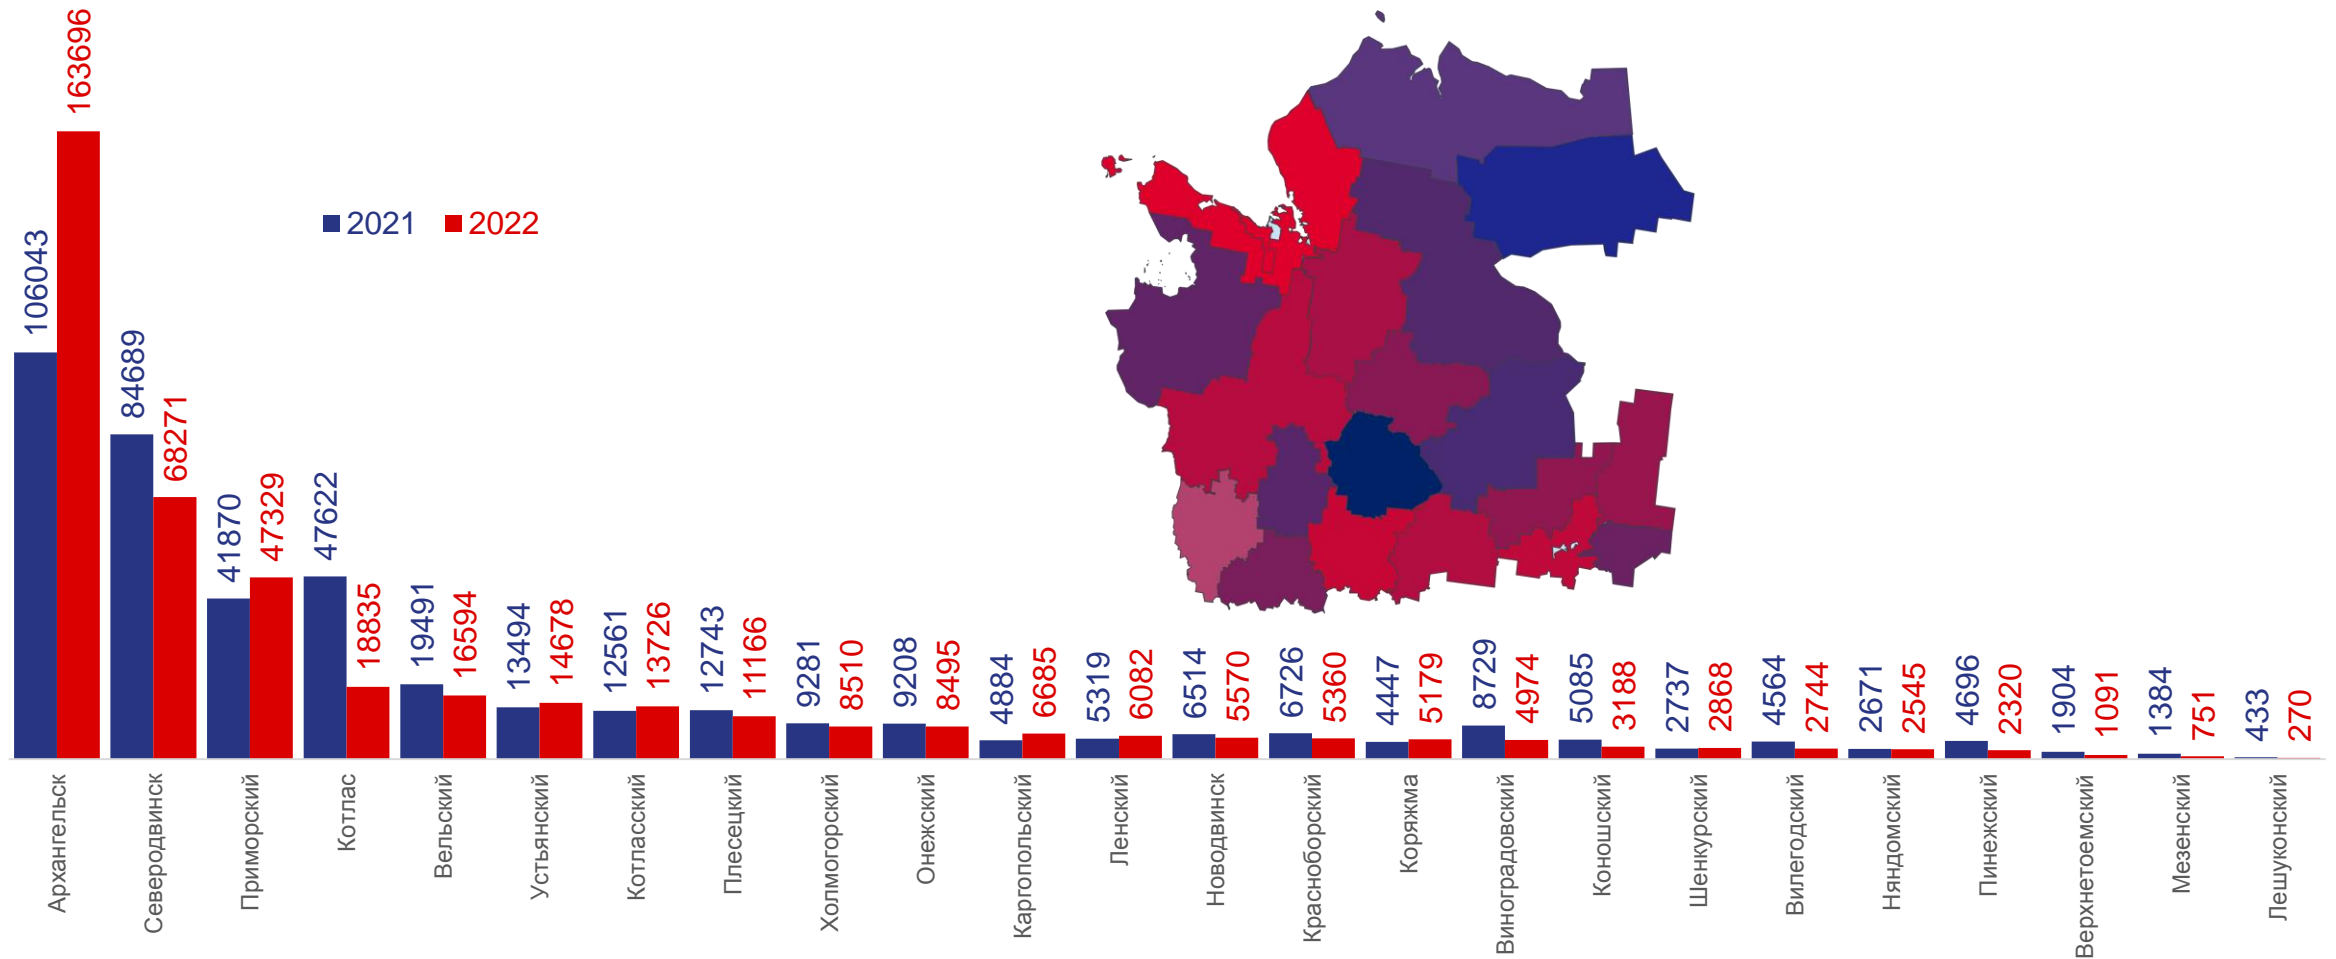 2021 2022
106043 163696
84689 68271
41870 47329
47622 18835
19491 16594
13494 14678
12561 13726
12743 11166
9281 8510
9208 8495
4884 6685
5319 6082
6514 5570
6726 5360
4447 5179
8729 4974
5085 3188
2737 2868
4564 2744
2671 2545
4696 2320
1904 1091
1384 751
433 270
Архангельск
Северодвинск
Приморский
Котлас
Вельский
Устьянский
Котласский
Плесецкий
Холмогорский
Онежский
Каргопольский
Ленский
Новодвинск
Красноборский
Коряжма
Виноградовский
Коношский
Шенкурский
Вилегодский
Няндомский
Пинежский
Верхнетоемский
Мезенский
Лешуконский